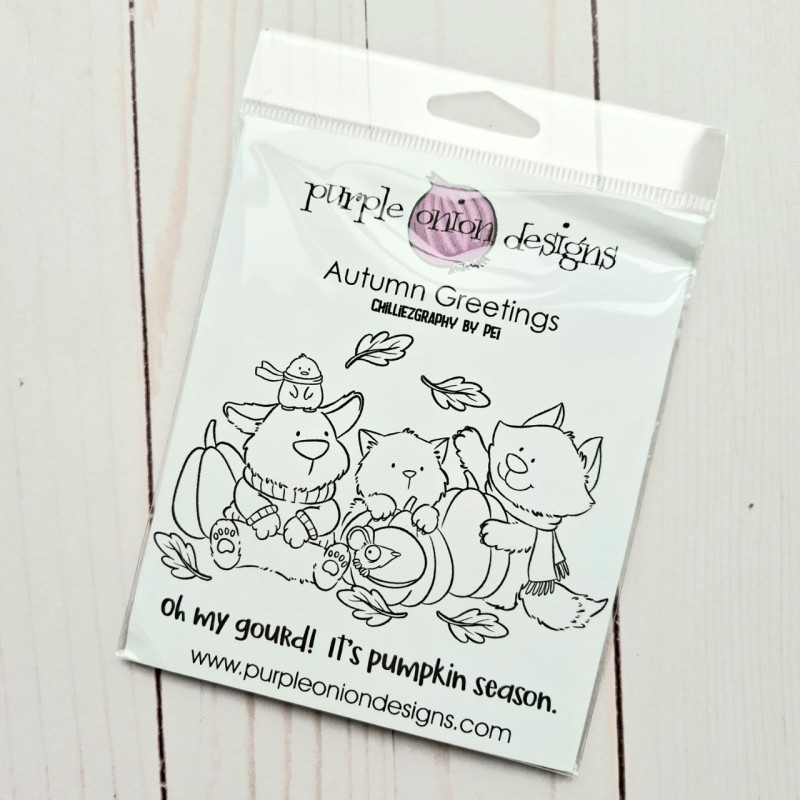 purple onion designs
Autumn Greetings
CHILLIEZGRAPHY BY PEI
Oh my gourd! It's pumpkin season.
www.purpleoniondesigns.com